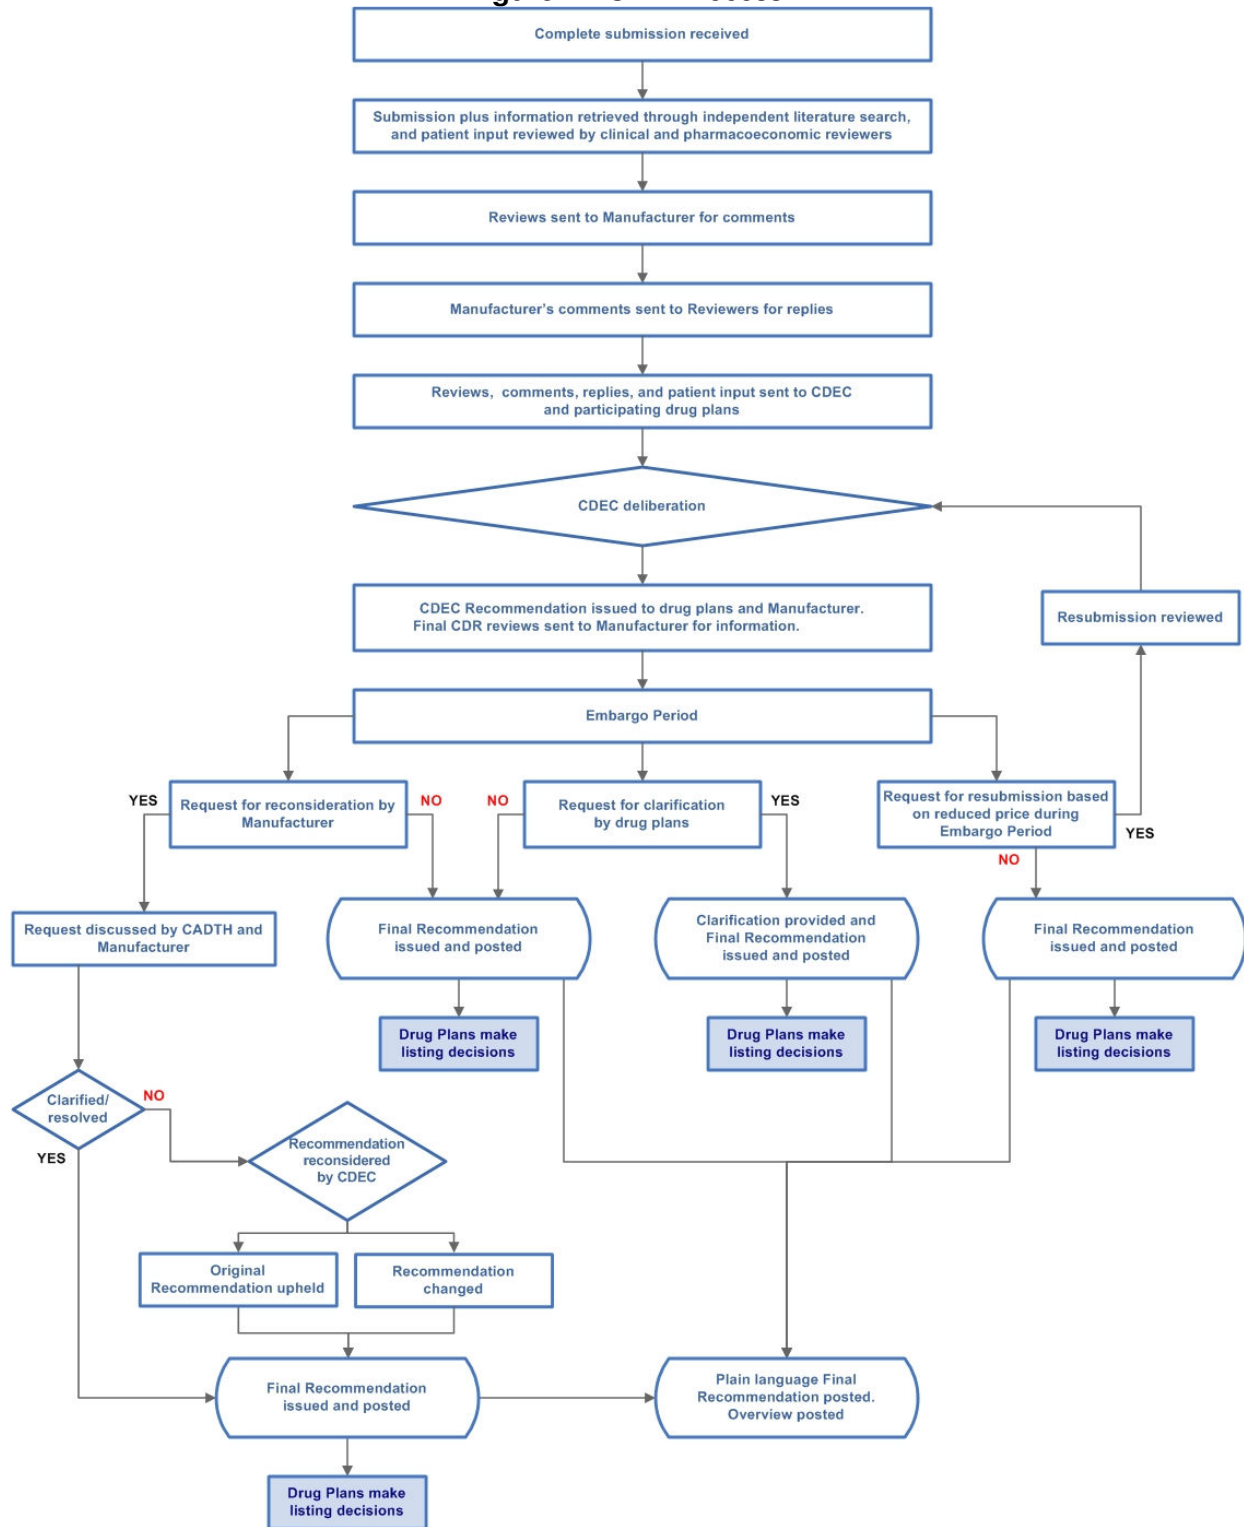 Complete submission received
Submission plus information retrieved through independent literature search,
and patient input reviewed by clinical and pharmacoeconomic reviewers
Reviews sent to Manufacturer for comments
Manufacturer's comments sent to Reviewers for replies
Reviews, comments, replies, and patient input sent to CDEC
and participating drug plans
CDEC deliberation
CDEC Recommendation issued to drug plans and Manufacturer.
Final CDR reviews sent to Manufacturer for information.
Resubmission reviewed
Embargo Period
YES
Request for reconsideration by
Manufacturer
NO
NO
Request for clarification
by drug plans
YES
Request for resubmission based
on reduced price during
Embargo Period
YES
NO
Request discussed by CADTH and
Manufacturer
Final Recommendation
issued and posted
Clarification provided and
Final Recommendation
issued and posted
Final Recommendation
issued and posted
Drug Plans make
listing decisions
Drug Plans make
listing decisions
Drug Plans make
listing decisions
Clarified/
resolved
NO
YES
Recommendation
reconsidered
by CDEC
Original
Recommendation upheld
Recommendation
changed
Final Recommendation
issued and posted
Plain language Final
Recommendation posted.
Overview posted
Drug Plans make
listing decisions